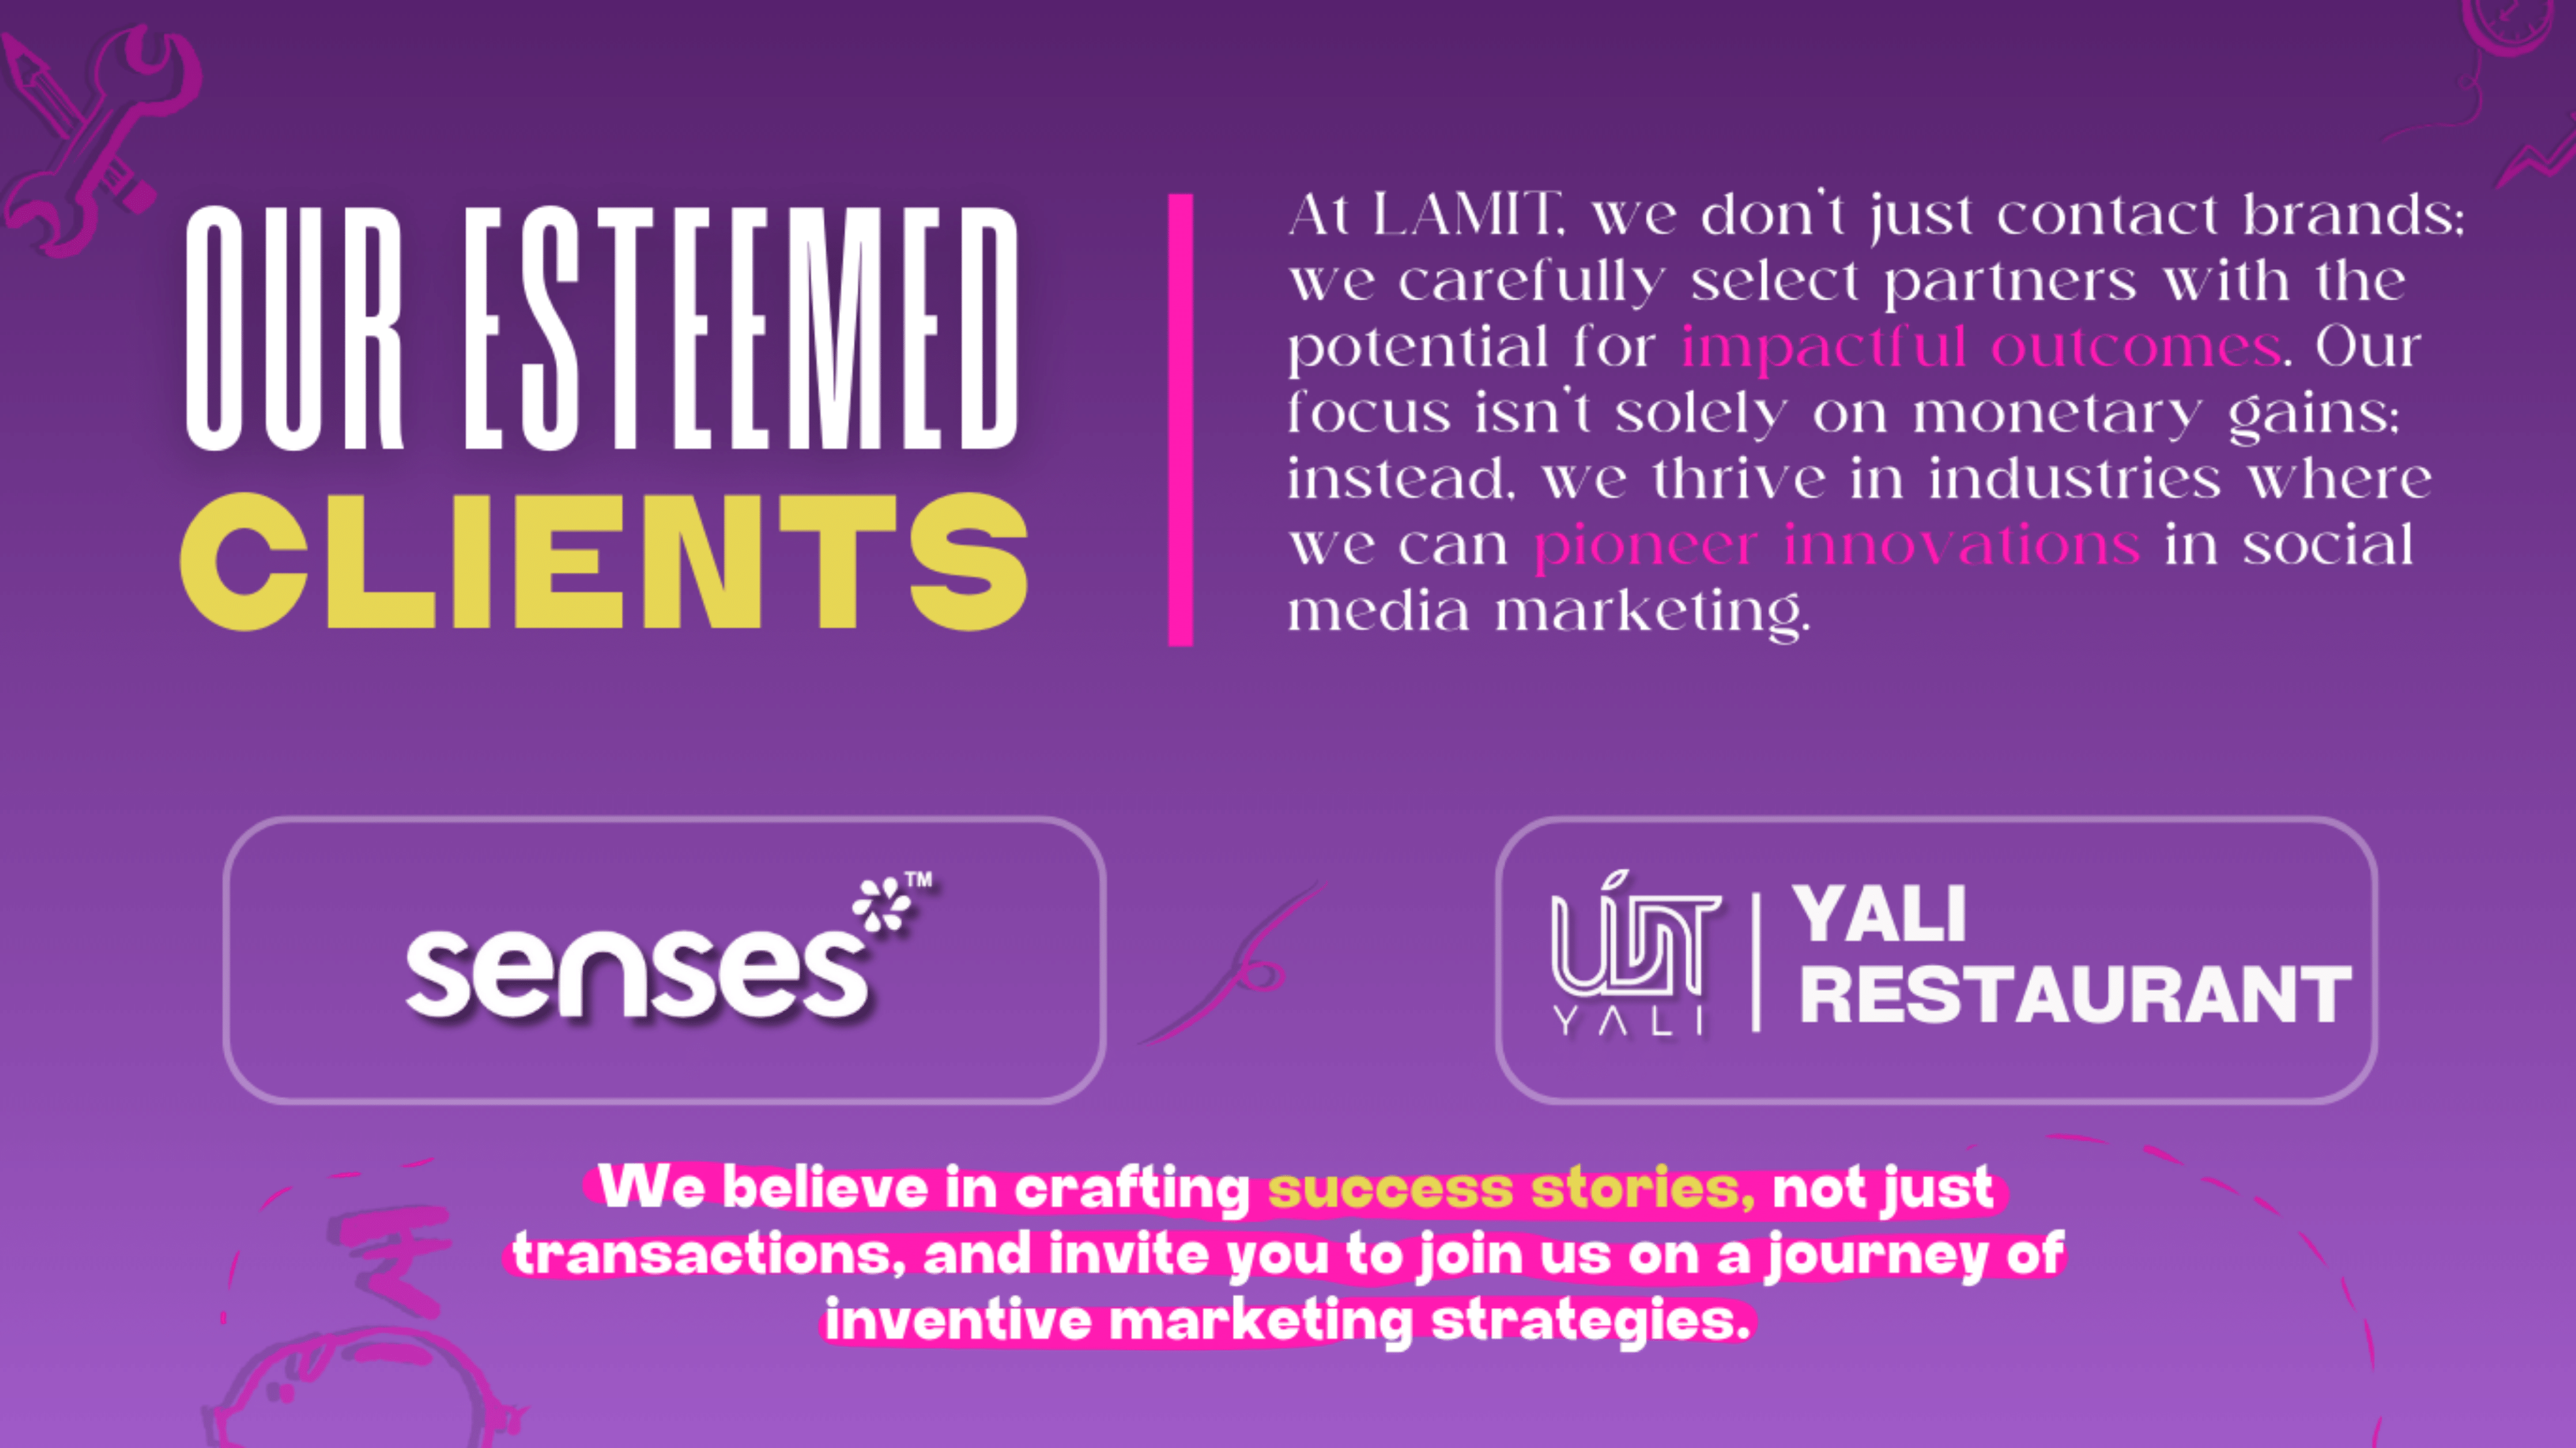 OUR ESTEEMED
CLIENTS
At LAMIT, we don't just contact brands;
we carefully select partners with the
potential for impactful outcomes. Our
focus isn't solely on monetary gains;
instead, we thrive in industries where
we can pioneer innovations in social
media marketing.
senses™
YALI
YALI
RESTAURANT
We believe in crafting success stories, not just
transactions, and invite you to join us on a journey of
inventive marketing strategies.
₹